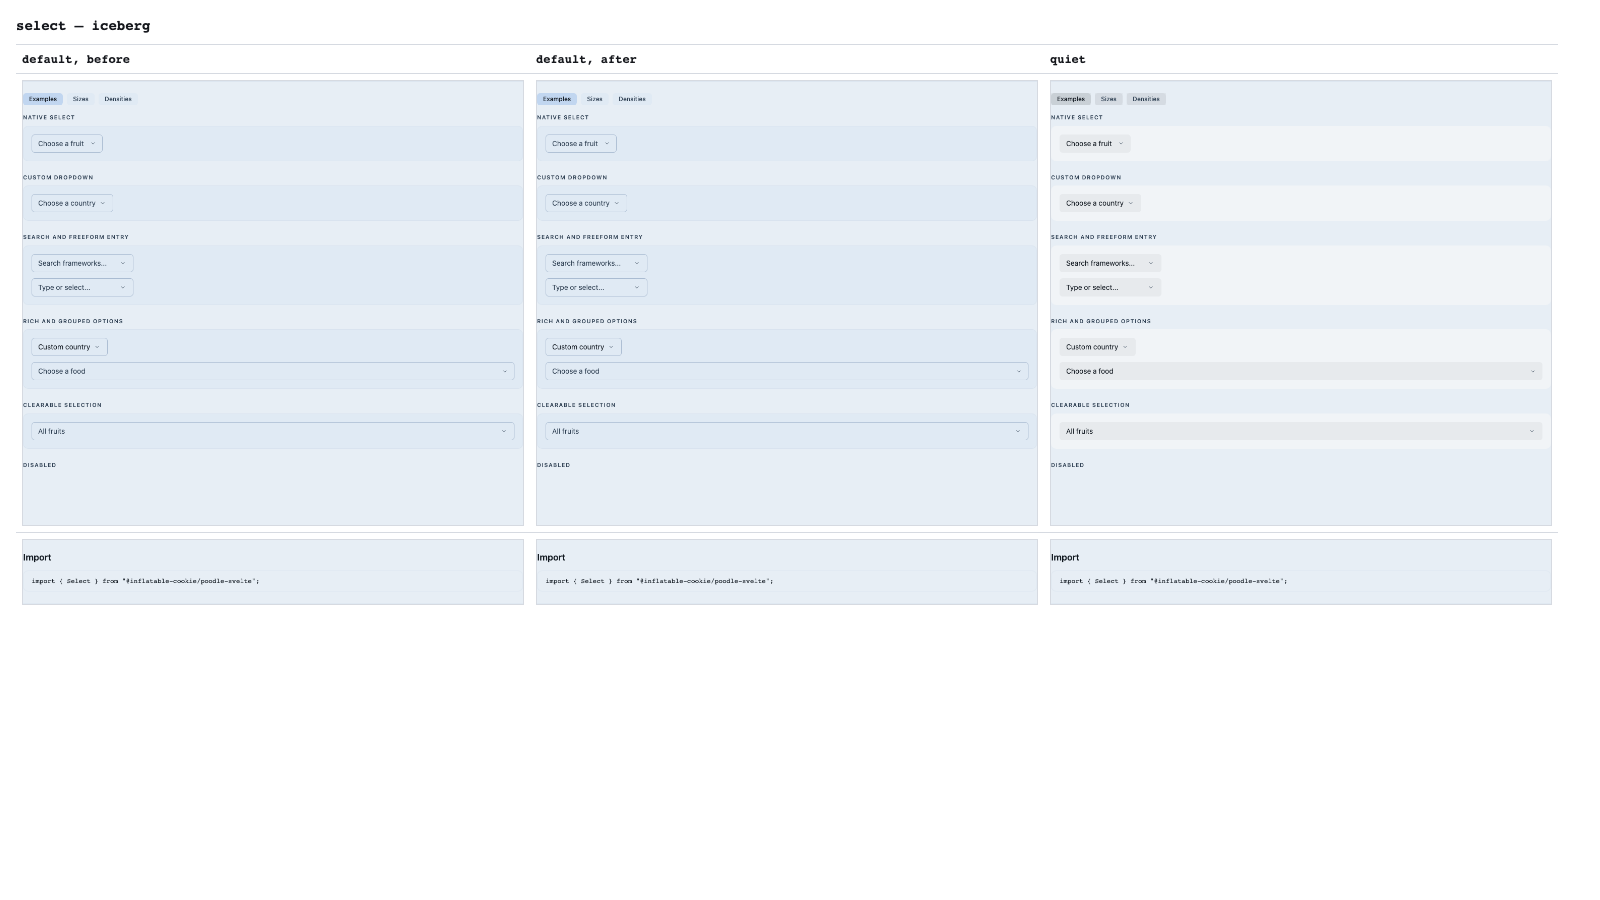 select — iceberg
default, before
default, after
quiet
Examples Sizes Densities
NATIVE SELECT
Choose a fruit
CUSTOM DROPDOWN
Choose a country
SEARCH AND FREEFORM ENTRY
Search frameworks...
Type or select...
RICH AND GROUPED OPTIONS
Custom country
Choose a food
CLEARABLE SELECTION
All fruits
DISABLED
Examples Sizes Densities
NATIVE SELECT
Choose a fruit
CUSTOM DROPDOWN
Choose a country
SEARCH AND FREEFORM ENTRY
Search frameworks...
Type or select...
RICH AND GROUPED OPTIONS
Custom country
Choose a food
CLEARABLE SELECTION
All fruits
DISABLED
Examples Sizes Densities
NATIVE SELECT
Choose a fruit
CUSTOM DROPDOWN
Choose a country
SEARCH AND FREEFORM ENTRY
Search frameworks...
Type or select...
RICH AND GROUPED OPTIONS
Custom country
Choose a food
CLEARABLE SELECTION
All fruits
DISABLED
Import
import { Select } from "@inflatable-cookie/poodle-svelte";
Import
import { Select } from "@inflatable-cookie/poodle-svelte";
Import
import { Select } from "@inflatable-cookie/poodle-svelte";